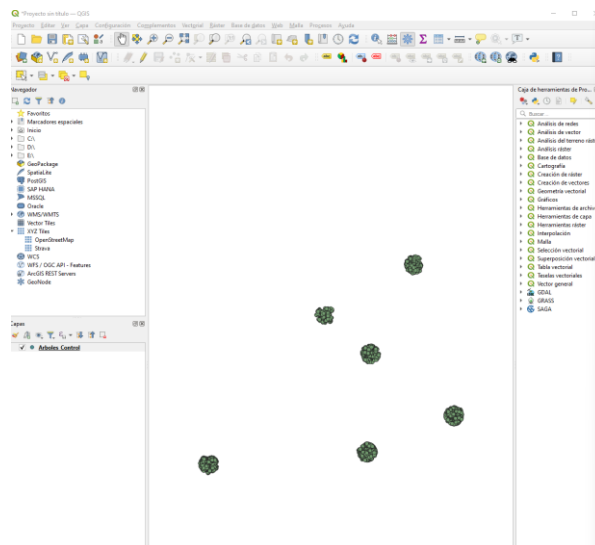 *Proyecto sin título — QGIS
Proyecto Editar Ver Capa Configuración Complementos Vectorial Ráster Base de datos Web Malla Procesos Ayuda
Navegador
Favoritos
Marcadores espaciales
Inicio
C:\
D:\
E:\
GeoPackage
SpatiaLite
PostGIS
SAP HANA
MSSQL
Oracle
WMS/WMTS
Vector Tiles
XYZ Tiles
OpenStreetMap
Strava
WCS
WFS / OGC API - Features
ArcGIS REST Servers
GeoNode
Capas
Arboles Control
Caja de herramientas de Pro...
Buscar...
Análisis de redes
Análisis de vector
Análisis del terreno rást
Análisis ráster
Base de datos
Cartografía
Creación de ráster
Creación de vectores
Geometría vectorial
Gráficos
Herramientas de archiv
Herramientas de capa
Herramientas ráster
Interpolación
Malla
Selección vectorial
Superposición vectorial
Tabla vectorial
Teselas vectoriales
Vector general
GDAL
GRASS
SAGA